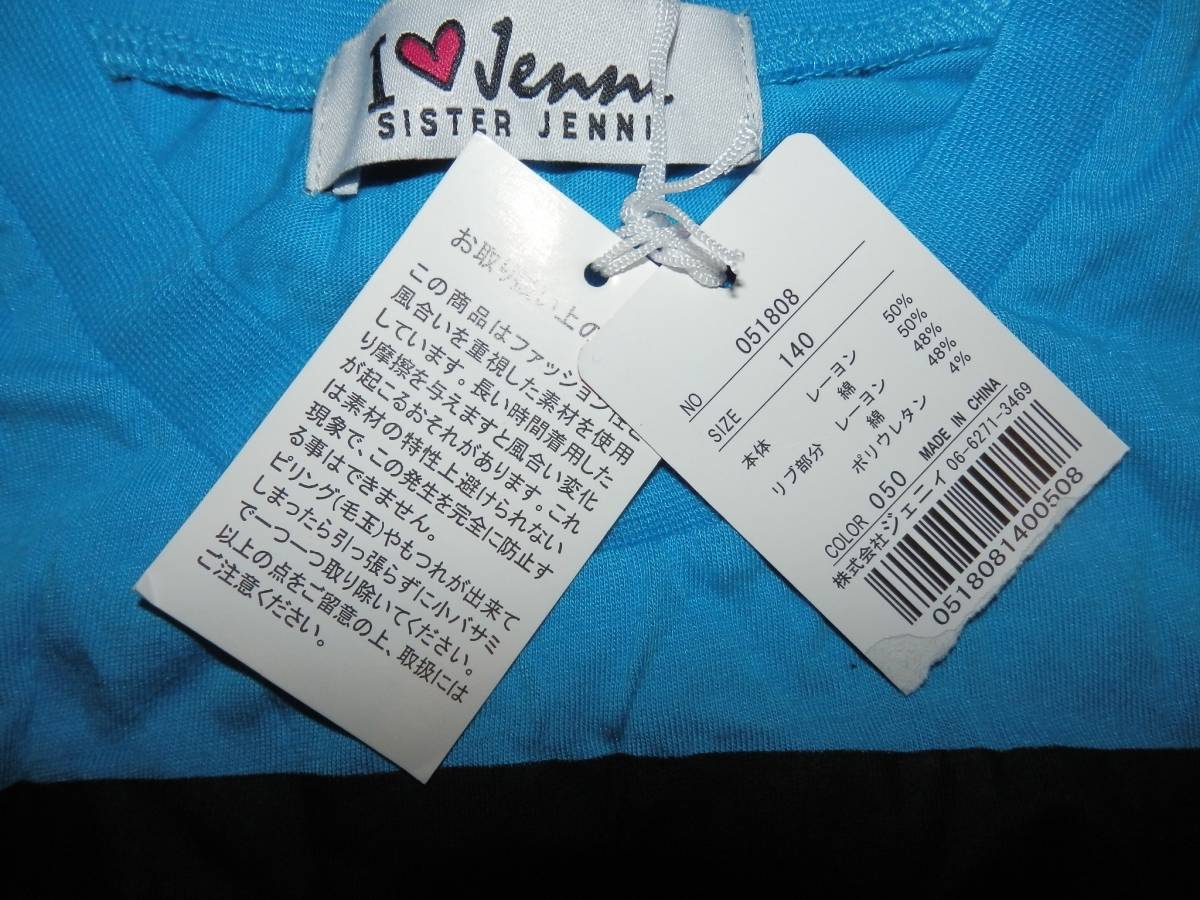 I Jenni
SISTER JENNI
お取り扱い上の
この商品はファッション性と
風合いを重視した素材を使用
しています。長い時間着用した
り摩擦を与えますと風合い変化
が起こるおそれがあります。これ
は素材の特性上避けられない
現象で、この発生を完全に防止す
る事はできません。
ピリング(毛玉)やもつれが出来て
しまったら引っ張らずに小バサミ
で一つ一つ取り除いてください。
以上の点をご留意の上、取扱には
ご注意ください。
NO 051808
SIZE 140
本体 レーヨン 50%
綿 50%
リブ部分 レーヨン 48%
綿 48%
ポリウレタン 4%
COLOR 050 MADE IN CHINA
株式会社ジェニイ 06-6271-3469
0518081400508